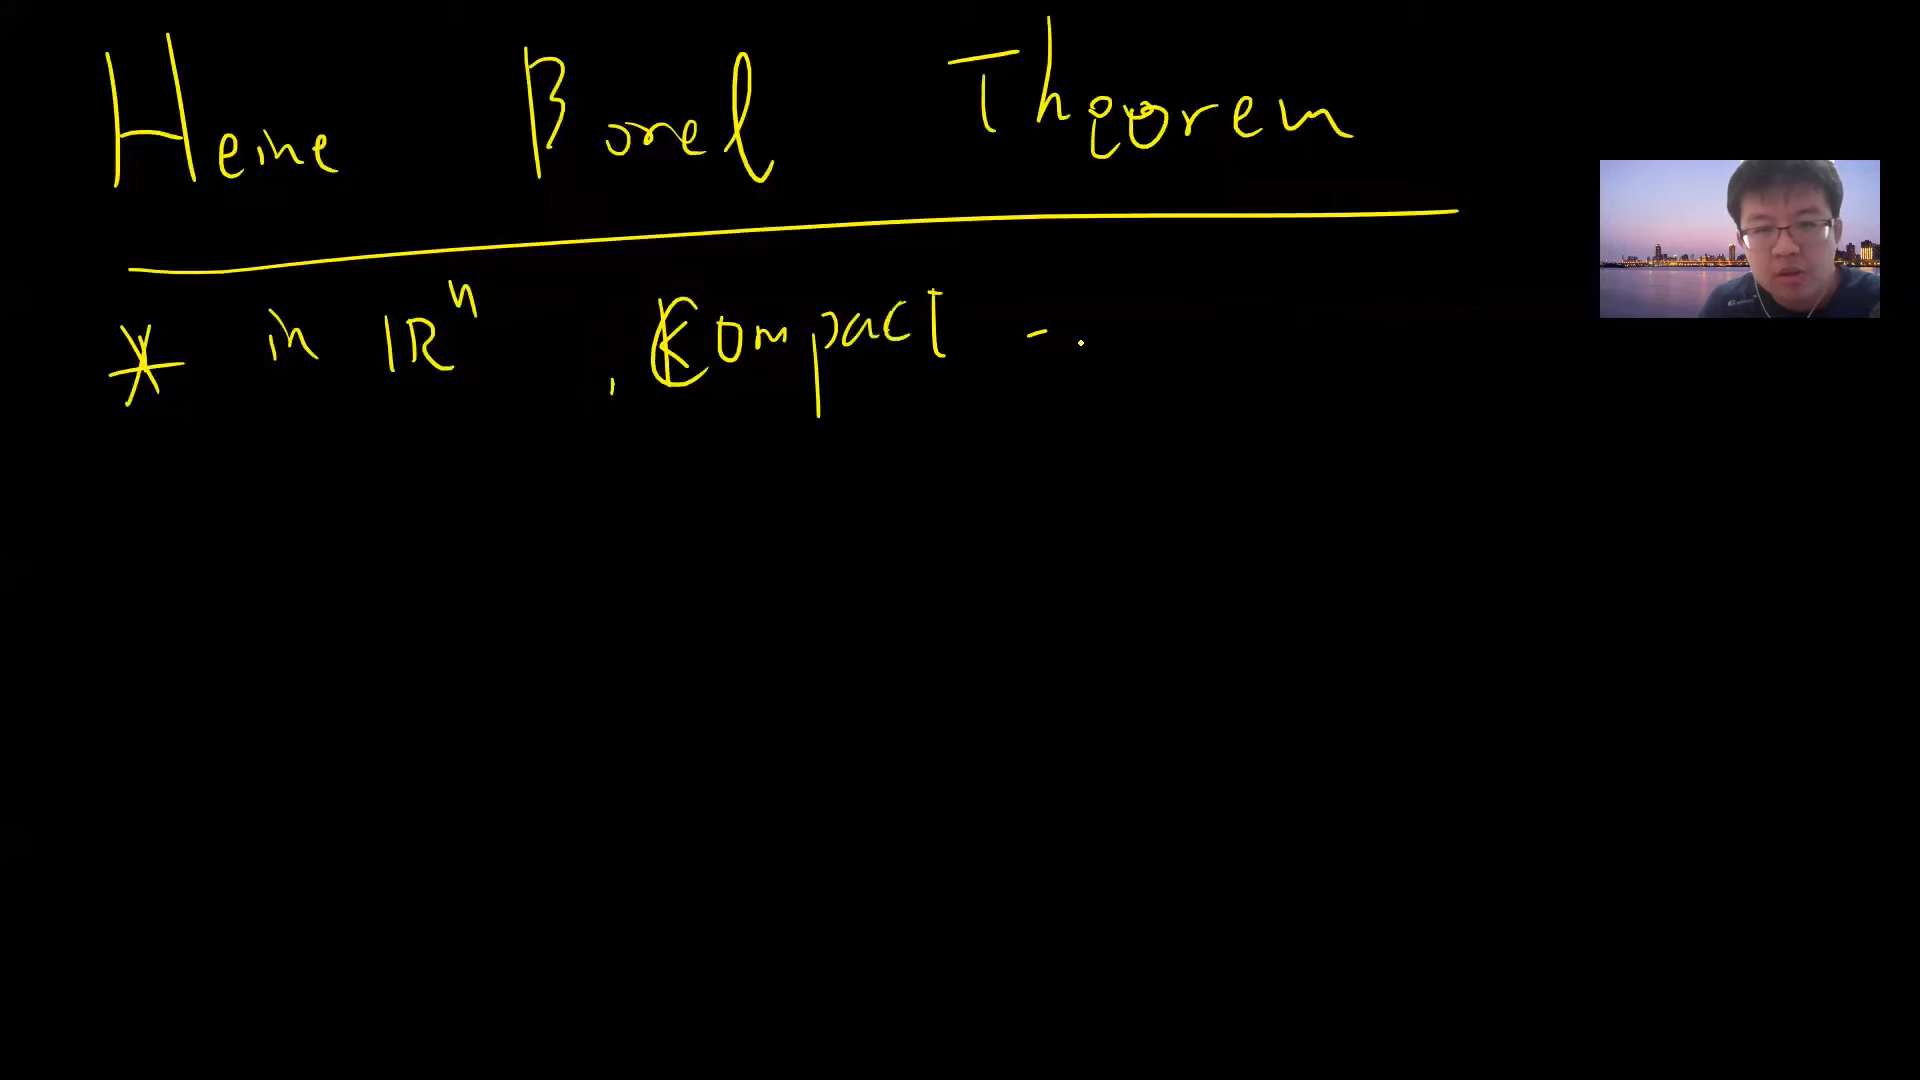 Heine Borel Theorem
* in ℝⁿ, Compact -